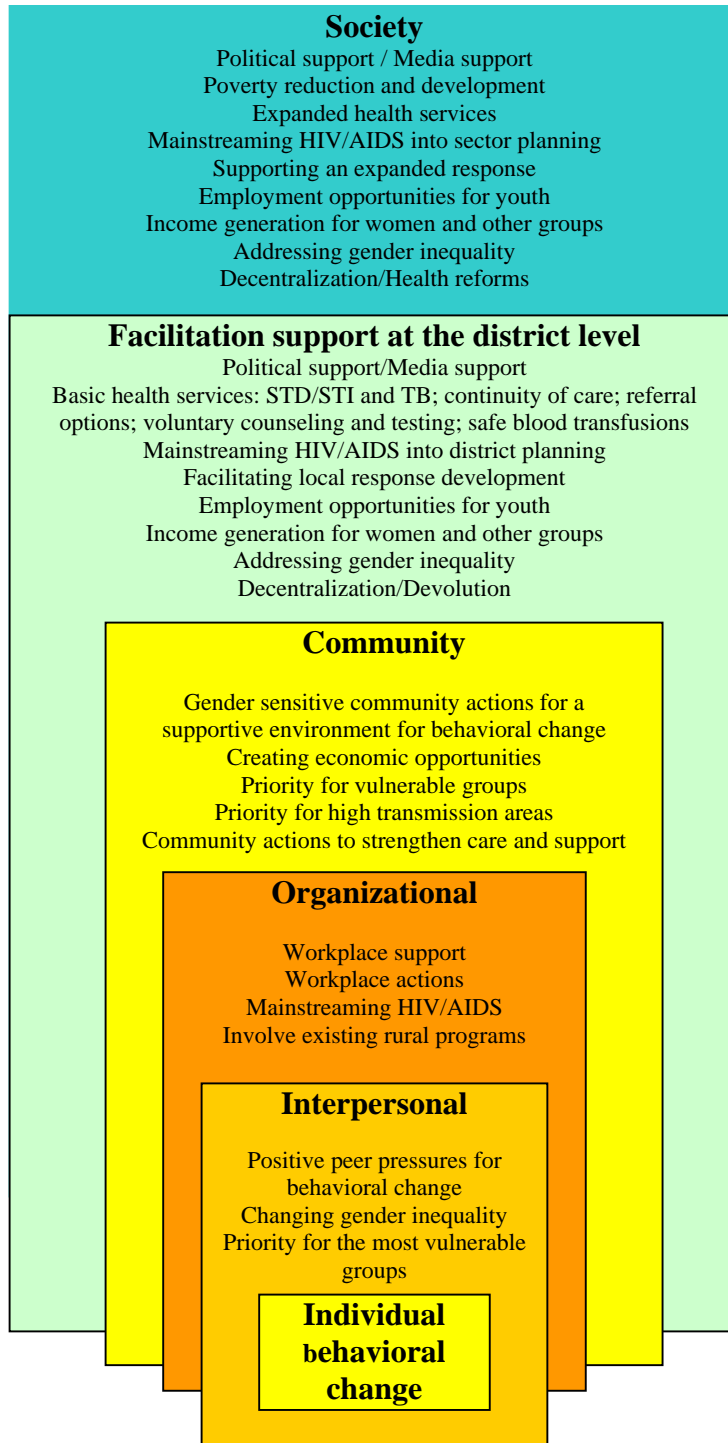 Society
Political support / Media support
Poverty reduction and development
Expanded health services
Mainstreaming HIV/AIDS into sector planning
Supporting an expanded response
Employment opportunities for youth
Income generation for women and other groups
Addressing gender inequality
Decentralization/Health reforms
Facilitation support at the district level
Political support/Media support
Basic health services: STD/STI and TB; continuity of care; referral
options; voluntary counseling and testing; safe blood transfusions
Mainstreaming HIV/AIDS into district planning
Facilitating local response development
Employment opportunities for youth
Income generation for women and other groups
Addressing gender inequality
Decentralization/Devolution
Community
Gender sensitive community actions for a
supportive environment for behavioral change
Creating economic opportunities
Priority for vulnerable groups
Priority for high transmission areas
Community actions to strengthen care and support
Organizational
Workplace support
Workplace actions
Mainstreaming HIV/AIDS
Involve existing rural programs
Interpersonal
Positive peer pressures for
behavioral change
Changing gender inequality
Priority for the most vulnerable
groups
Individual
behavioral
change